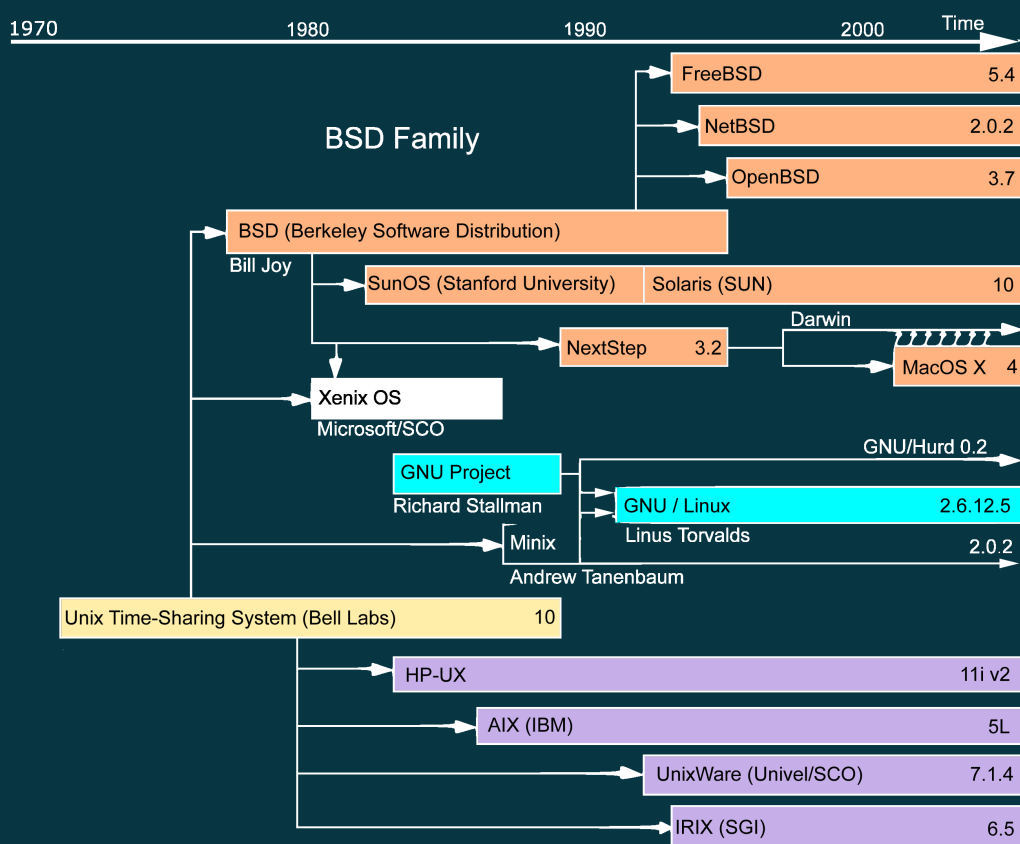 1970 1980 1990 2000 Time
FreeBSD 5.4
BSD Family
NetBSD 2.0.2
OpenBSD 3.7
BSD (Berkeley Software Distribution)
Bill Joy
SunOS (Stanford University) Solaris (SUN) 10
Darwin
NextStep 3.2
MacOS X 4
Xenix OS
Microsoft/SCO
GNU/Hurd 0.2
GNU Project
Richard Stallman
GNU / Linux 2.6.12.5
Linus Torvalds
Minix 2.0.2
Andrew Tanenbaum
Unix Time-Sharing System (Bell Labs) 10
HP-UX 11i v2
AIX (IBM) 5L
UnixWare (Univel/SCO) 7.1.4
IRIX (SGI) 6.5